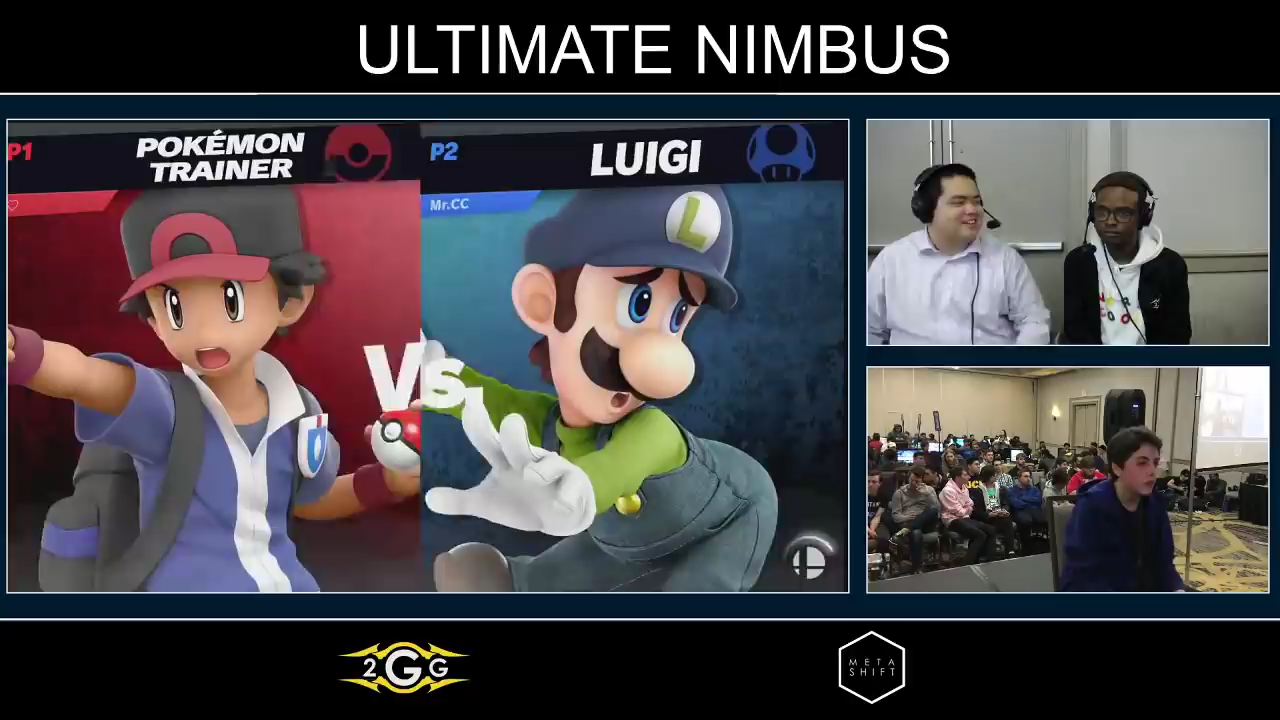 ULTIMATE NIMBUS
P1
POKÉMON
TRAINER
♡
P2
LUIGI
Mr.CC
L
Vs.
2GG
META
SHIFT